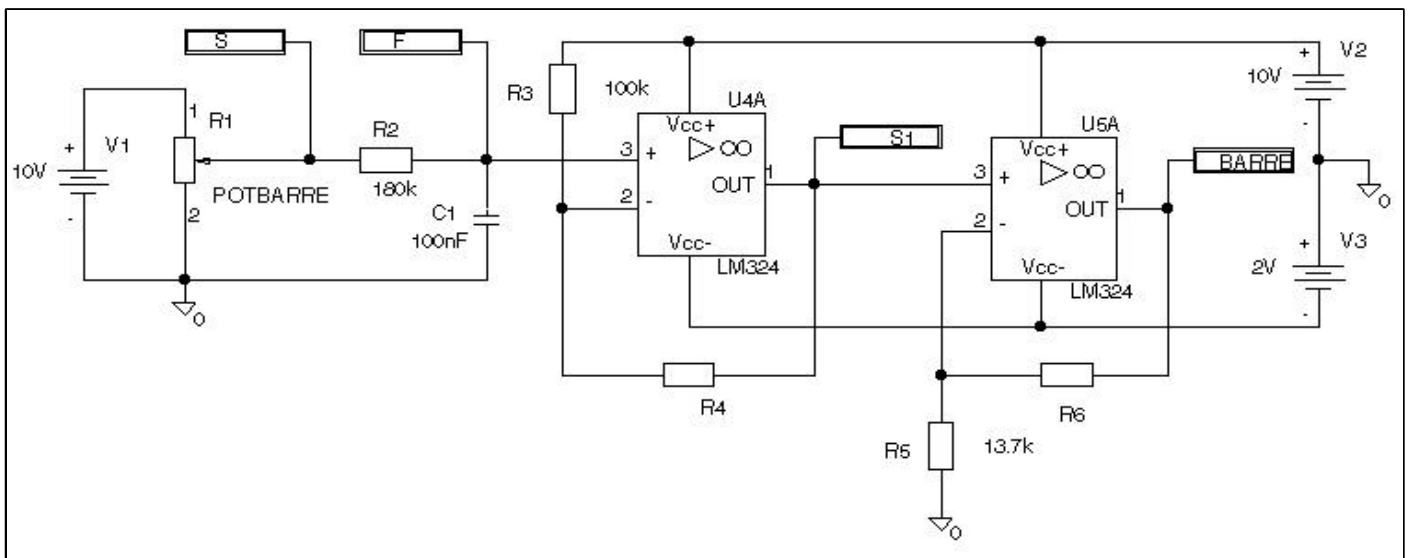 S
F
V2
10V
+
-
R3
100k
U4A
Vcc+
▷∞
3
+
2
-
OUT
1
Vcc-
LM324
S1
U5A
Vcc+
▷∞
3
+
2
-
OUT
1
Vcc-
LM324
BARRE
0
V3
2V
+
-
1
R1
2
POTBARRE
V1
10V
+
-
0
R2
180k
C1
100nF
R4
R6
R5
13.7k
0